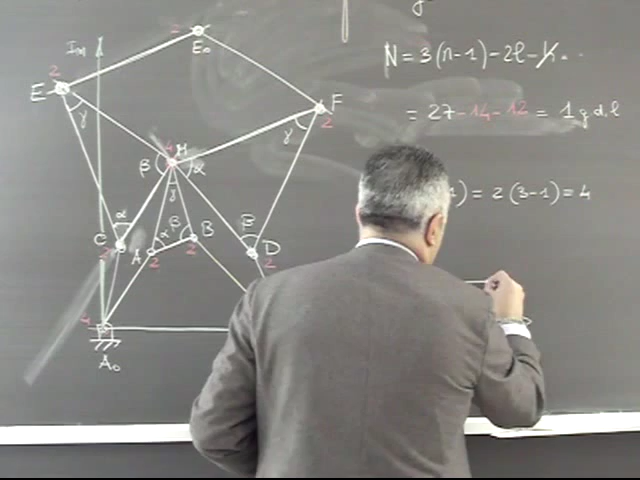 Im
2
E₀
2
E
γ
N = 3(n-1)-2l-h...
F
γ
2
= 27-14-12 = 1 g.d.l
4
M
β
α
γ
1) = 2(3-1) = 4
α
C
2
A
α
β
B
β
D
2
2
2
4
A₀